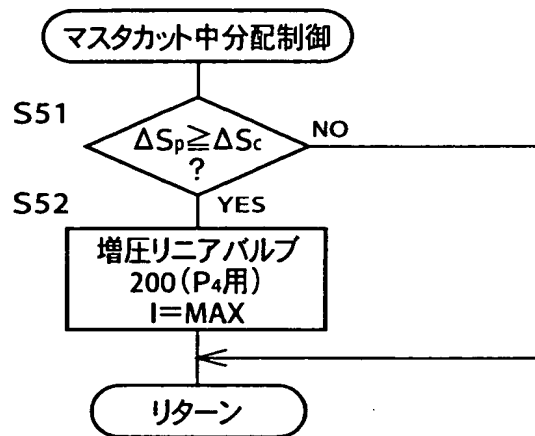 マスタカット中分配制御
S51
ΔSp≧ΔSc
?
NO
S52
YES
増圧リニアバルブ
200(P4用)
I=MAX
リターン